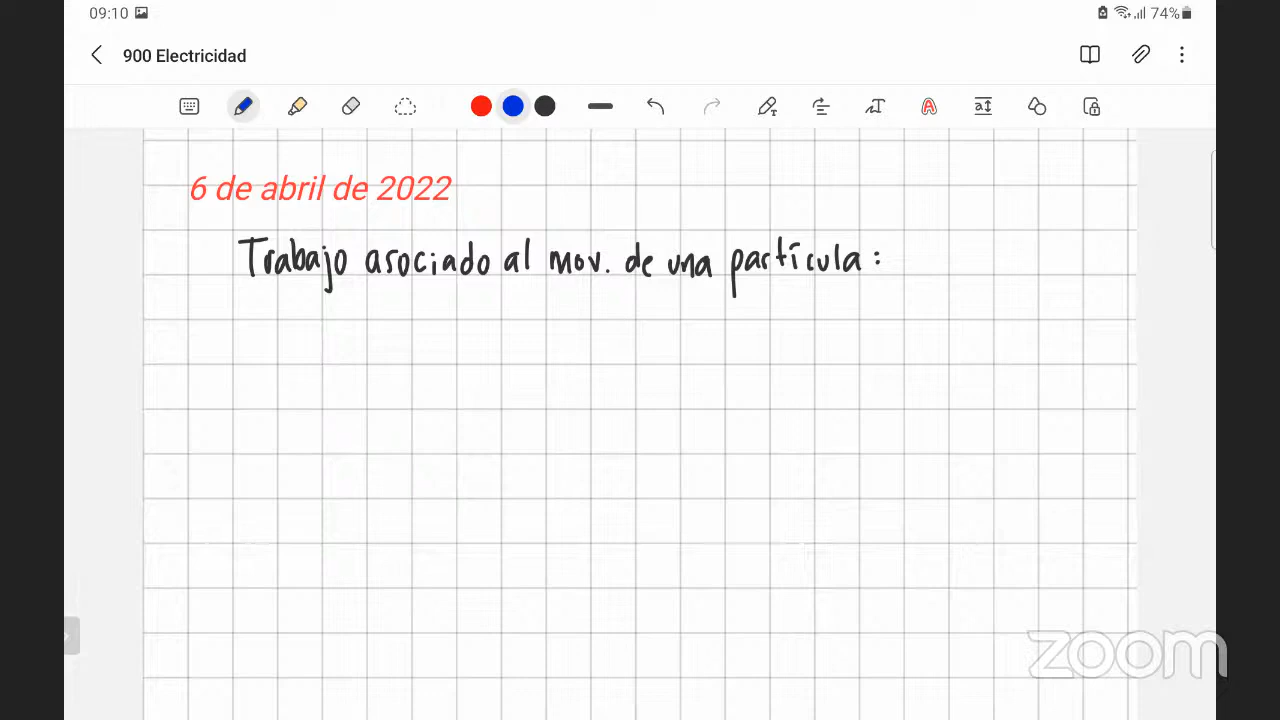 09:10 74%
900 Electricidad
6 de abril de 2022
Trabajo asociado al mov. de una partícula:
zoom